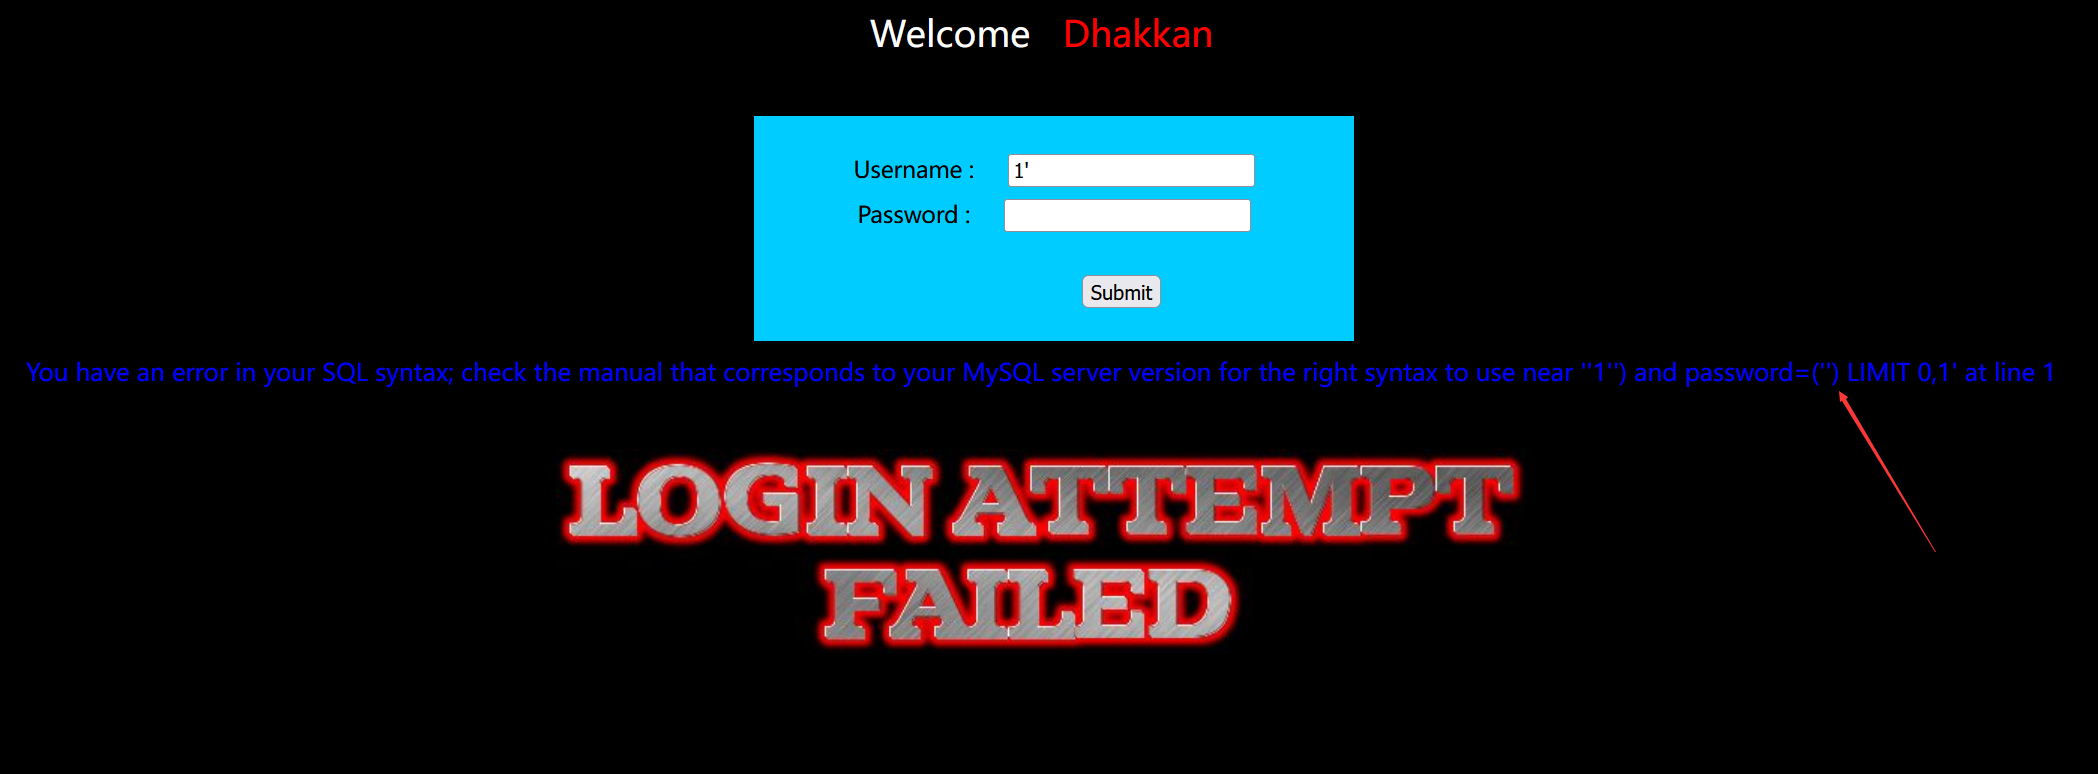 Welcome Dhakkan
Username : 1'
Password :
Submit
You have an error in your SQL syntax; check the manual that corresponds to your MySQL server version for the right syntax to use near ''1'') and password=('') LIMIT 0,1' at line 1
LOGIN ATTEMPT
FAILED